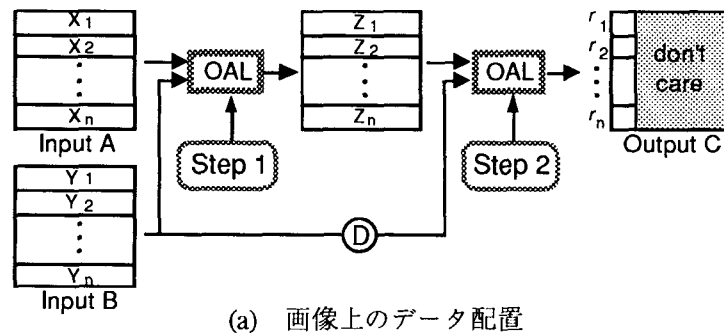 X1
X2
Xn
Input A
Y1
Y2
Yn
Input B
OAL
Step 1
Z1
Z2
Zn
D
OAL
Step 2
r1
r2
rn
don't
care
Output C
(a) 画像上のデータ配置